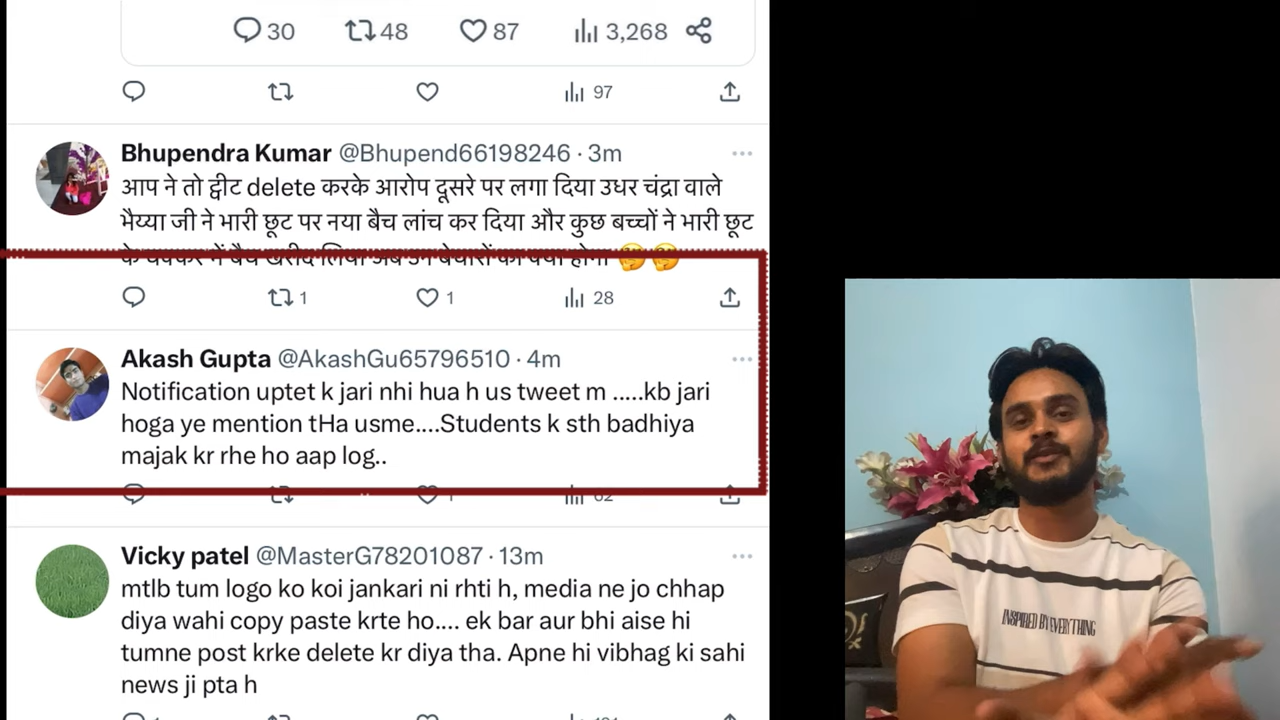 30 48 87 3,268
97
Bhupendra Kumar @Bhupend66198246 · 3m
आप ने तो ट्वीट delete करके आरोप दूसरे पर लगा दिया उधर चंद्रा वाले
भैय्या जी ने भारी छूट पर नया बैच लांच कर दिया और कुछ बच्चों ने भारी छूट
के चक्कर में बैच खरीद लिया अब उन बेचारों का क्या होगा
1 1 28
Akash Gupta @AkashGu65796510 · 4m
Notification uptet k jari nhi hua h us tweet m .....kb jari
hoga ye mention tHa usme....Students k sth badhiya
majak kr rhe ho aap log..
1 62
Vicky patel @MasterG78201087 · 13m
mtlb tum logo ko koi jankari ni rhti h, media ne jo chhap
diya wahi copy paste krte ho.... ek bar aur bhi aise hi
tumne post krke delete kr diya tha. Apne hi vibhag ki sahi
news ji pta h
INSPIRED BY EVERYTHING